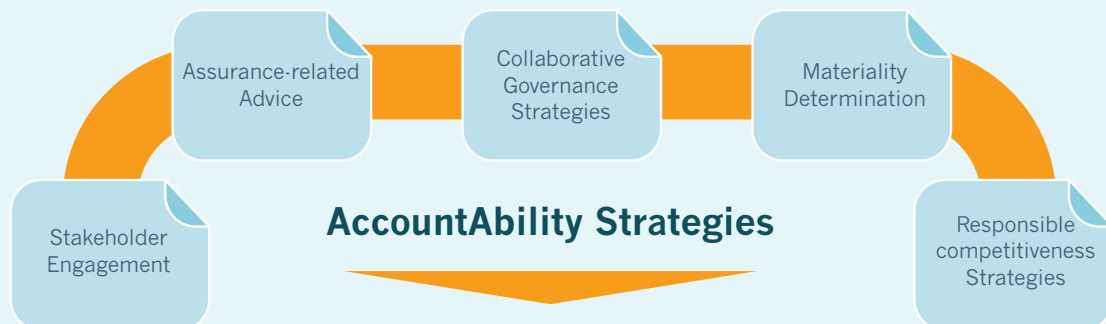 Assurance-related
Advice
Collaborative
Governance
Strategies
Materiality
Determination
Stakeholder
Engagement
AccountAbility Strategies
Responsible
competitiveness
Strategies